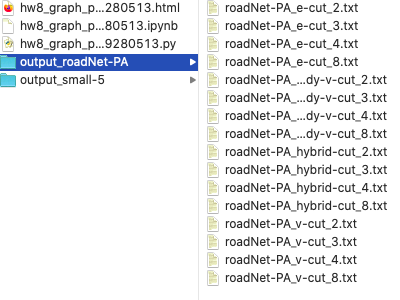 hw8_graph_p...280513.html
hw8_graph_p...80513.ipynb
hw8_graph_p...9280513.py
output_roadNet-PA
output_small-5
roadNet-PA_e-cut_2.txt
roadNet-PA_e-cut_3.txt
roadNet-PA_e-cut_4.txt
roadNet-PA_e-cut_8.txt
roadNet-PA_...dy-v-cut_2.txt
roadNet-PA_...dy-v-cut_3.txt
roadNet-PA_...dy-v-cut_4.txt
roadNet-PA_...dy-v-cut_8.txt
roadNet-PA_hybrid-cut_2.txt
roadNet-PA_hybrid-cut_3.txt
roadNet-PA_hybrid-cut_4.txt
roadNet-PA_hybrid-cut_8.txt
roadNet-PA_v-cut_2.txt
roadNet-PA_v-cut_3.txt
roadNet-PA_v-cut_4.txt
roadNet-PA_v-cut_8.txt